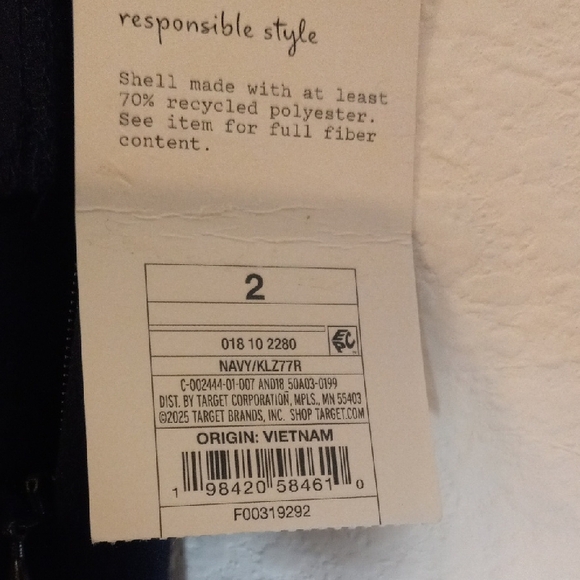 responsible style
Shell made with at least
70% recycled polyester.
See item for full fiber
content.
2
018 10 2280
EPC
NAVY/KLZ77R
C-002444-01-007 AND18 50A03-0199
DIST. BY TARGET CORPORATION, MPLS., MN 55403
©2025 TARGET BRANDS, INC. SHOP TARGET.COM
ORIGIN: VIETNAM
1 98420 58461 0
F00319292